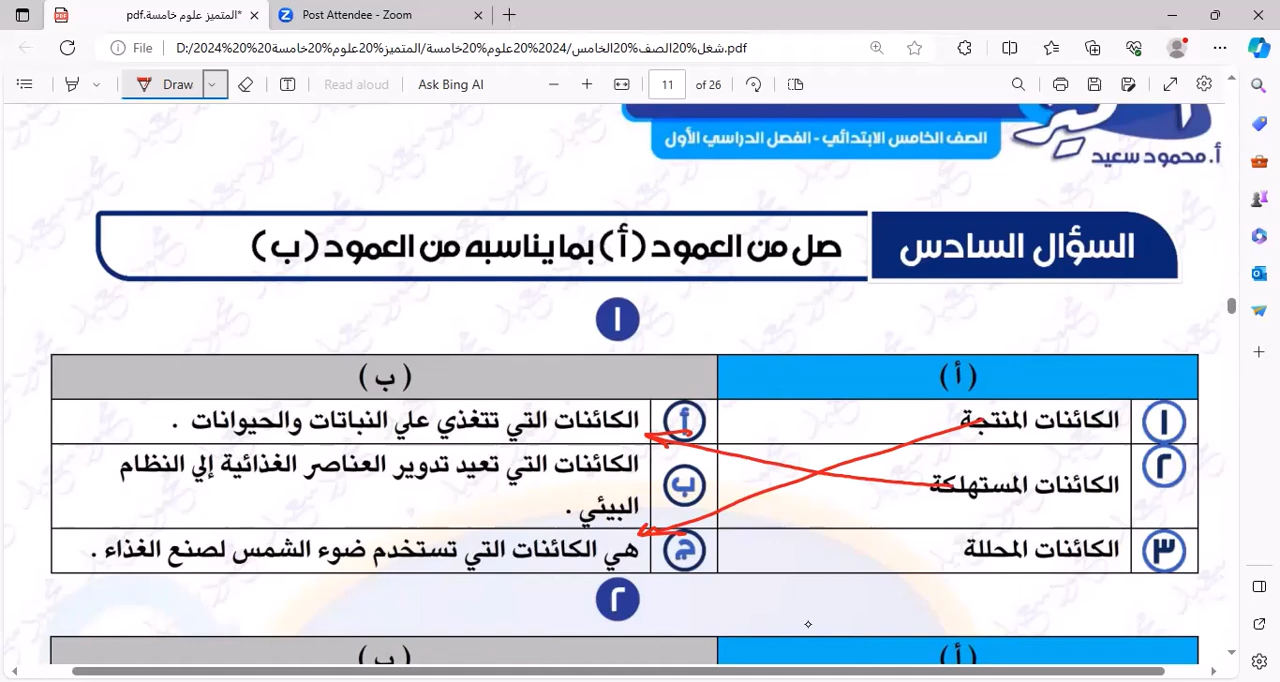 *المتميز علوم خامسة.pdf
Post Attendee - Zoom
File
D:/2024%20%20شغل%20الصف%20الخامس/2024%20علوم%20خامسة/المتميز%20علوم%20خامسة.pdf
Draw
Read aloud
Ask Bing AI
11
of 26
الصف الخامس الابتدائي - الفصل الدراسي الأول
أ. محمود سعيد
السؤال السادس
صل من العمود (أ) بما يناسبه من العمود (ب)
١
(أ)
(ب)
١ الكائنات المنتجة
أ الكائنات التي تتغذي علي النباتات والحيوانات .
٢ الكائنات المستهلكة
ب الكائنات التي تعيد تدوير العناصر الغذائية إلي النظام
البيئي .
٣ الكائنات المحللة
ج هي الكائنات التي تستخدم ضوء الشمس لصنع الغذاء .
٢
(أ)
(ب)